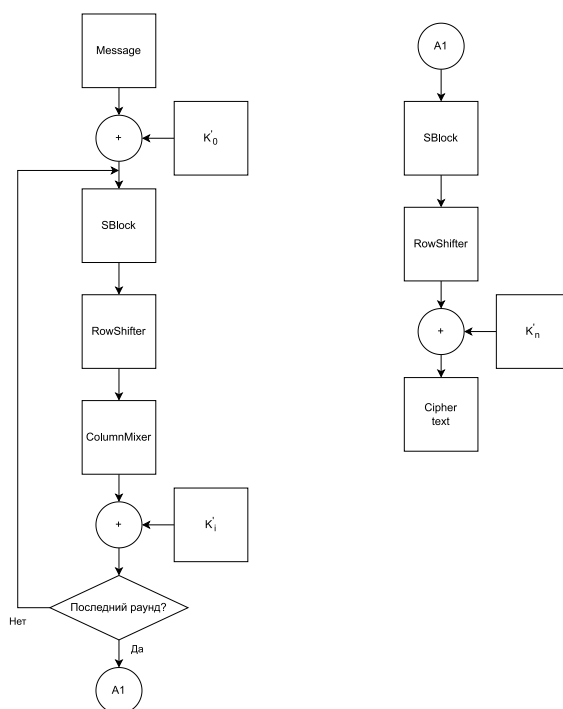 Message
+
K'0
SBlock
RowShifter
ColumnMixer
+
K'i
Последний раунд?
Нет
Да
A1
A1
SBlock
RowShifter
+
K'n
Cipher
text